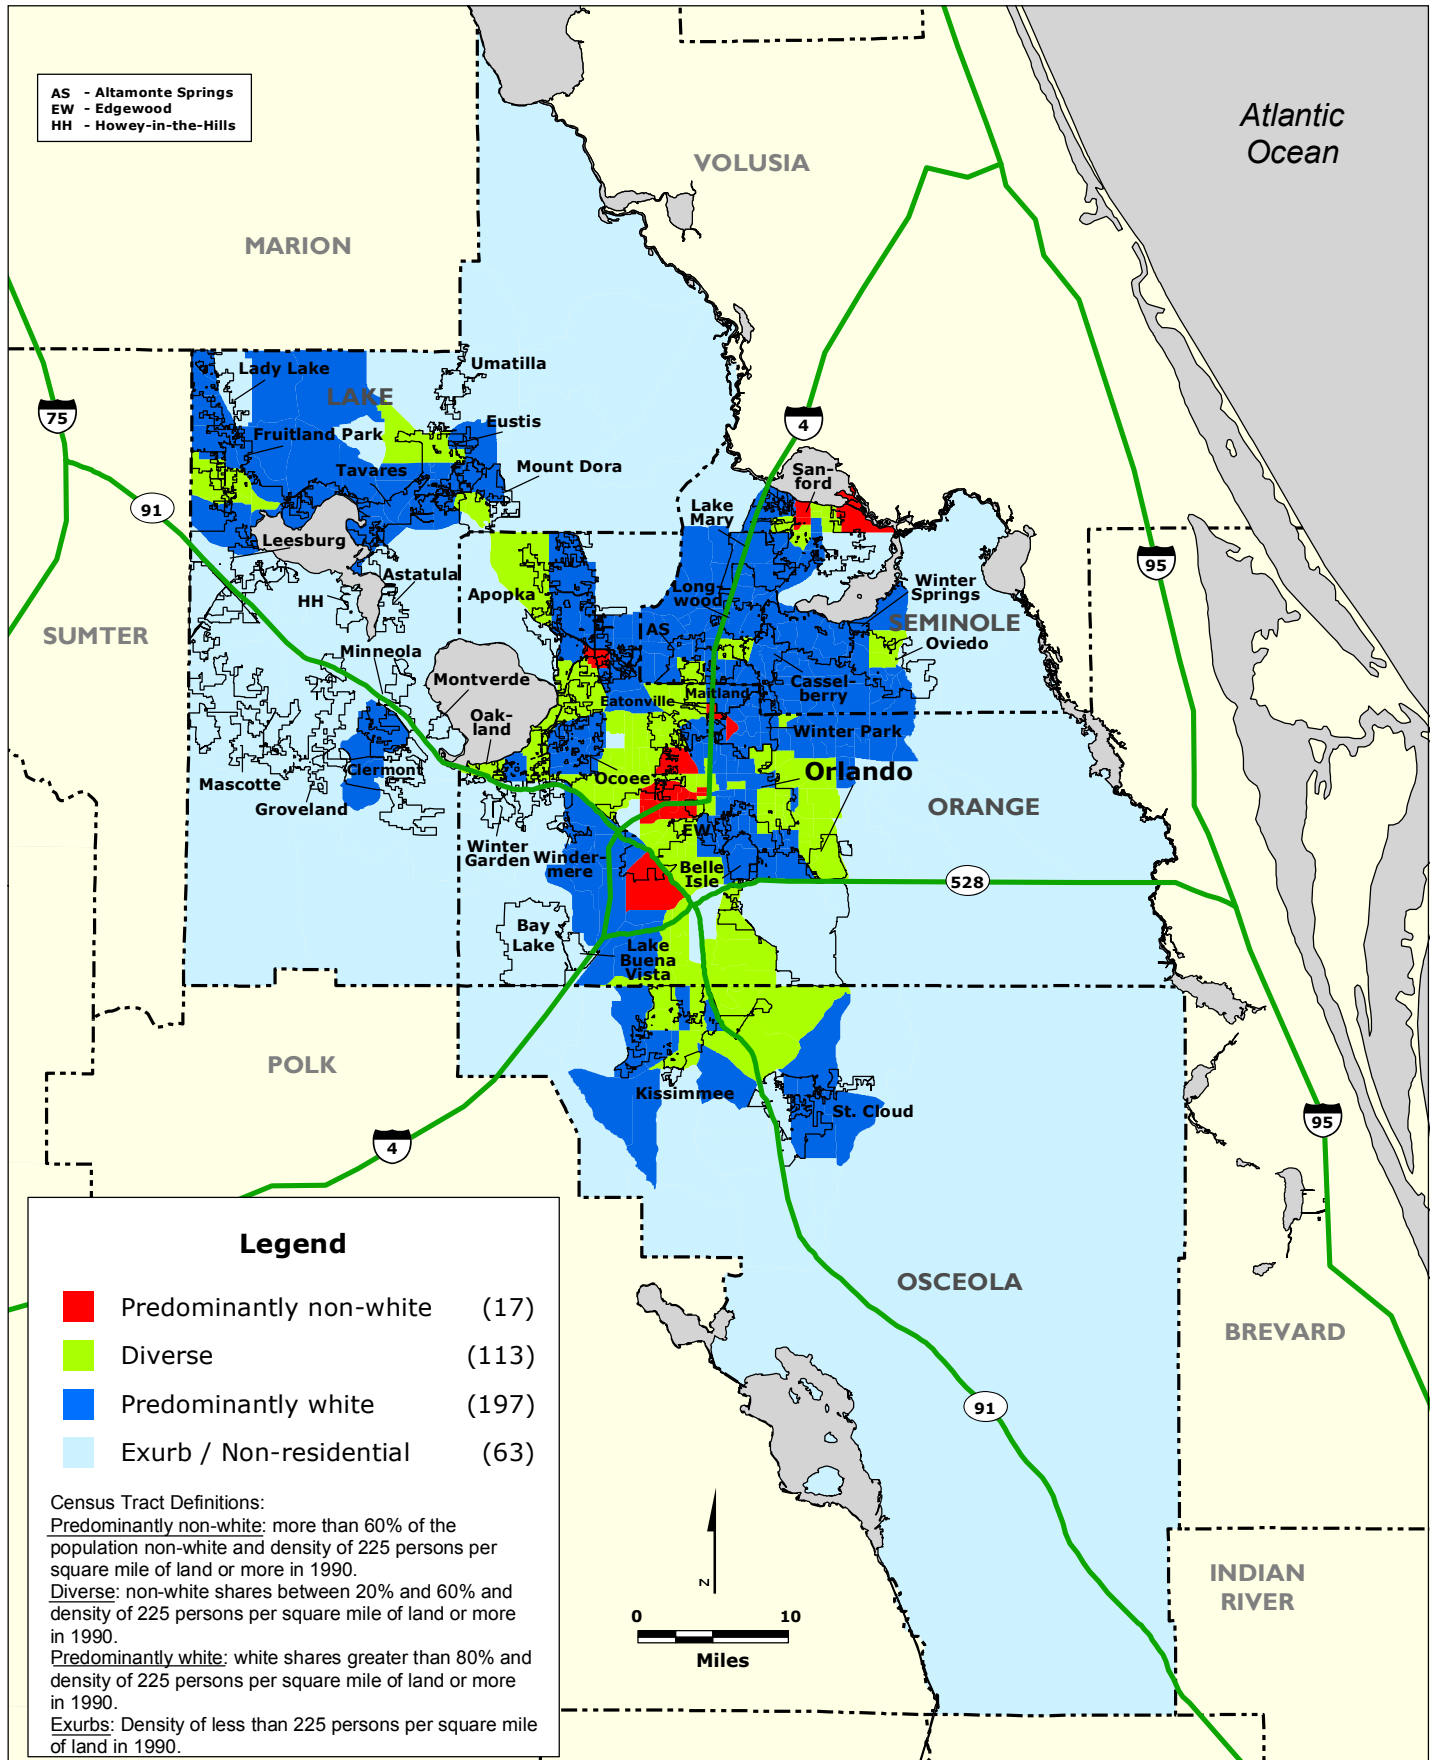 AS - Altamonte Springs
EW - Edgewood
HH - Howey-in-the-Hills
Atlantic
Ocean
VOLUSIA
MARION
Umatilla
Lady Lake
LAKE
75
4
Eustis
Fruitland Park
Mount Dora
Tavares
San-
ford
91
Lake
Mary
Leesburg
95
Astatula
Winter
Springs
HH
Apopka
Long-
wood
SUMTER
AS
SEMINOLE
Oviedo
Minneola
Montverde
Cassel-
berry
Eatonville
Maitland
Oak-
land
Winter Park
Mascotte
Clermont
Ocoee
Orlando
Groveland
ORANGE
EW
Winter
Garden
Winder-
mere
Belle
Isle
528
Bay
Lake
Lake
Buena
Vista
POLK
Kissimmee
St. Cloud
4
95
OSCEOLA
BREVARD
91
INDIAN
RIVER
Legend
Predominantly non-white (17)
Diverse (113)
Predominantly white (197)
Exurb / Non-residential (63)
Census Tract Definitions:
Predominantly non-white: more than 60% of the
population non-white and density of 225 persons per
square mile of land or more in 1990.
Diverse: non-white shares between 20% and 60% and
density of 225 persons per square mile of land or more
in 1990.
Predominantly white: white shares greater than 80% and
density of 225 persons per square mile of land or more
in 1990.
Exurbs: Density of less than 225 persons per square mile
of land in 1990.
N
0 10
Miles